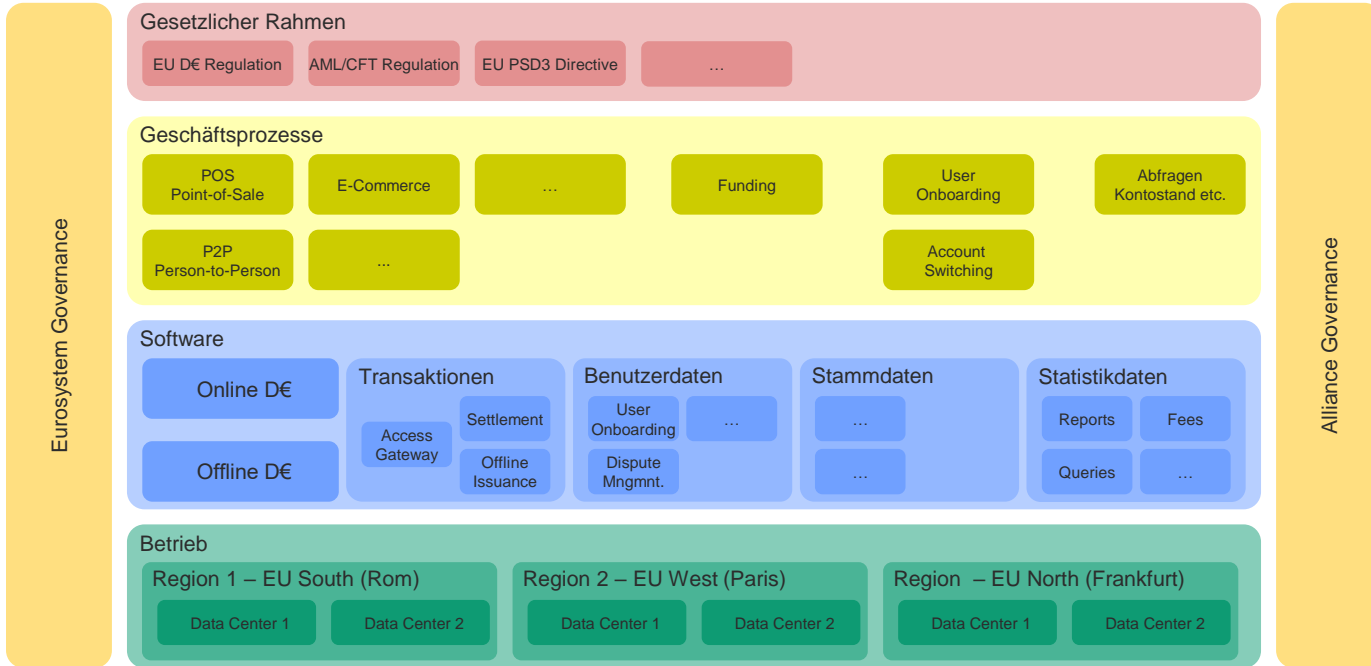 Eurosystem Governance
Gesetzlicher Rahmen
EU D€ Regulation
AML/CFT Regulation
EU PSD3 Directive
…
Geschäftsprozesse
POS
Point-of-Sale
E-Commerce
…
Funding
User
Onboarding
Abfragen
Kontostand etc.
P2P
Person-to-Person
...
Account
Switching
Software
Online D€
Offline D€
Transaktionen
Access
Gateway
Settlement
Offline
Issuance
Benutzerdaten
User
Onboarding
…
Dispute
Mngmnt.
Stammdaten
…
…
Statistikdaten
Reports
Fees
Queries
…
Betrieb
Region 1 – EU South (Rom)
Data Center 1
Data Center 2
Region 2 – EU West (Paris)
Data Center 1
Data Center 2
Region  – EU North (Frankfurt)
Data Center 1
Data Center 2
Alliance Governance